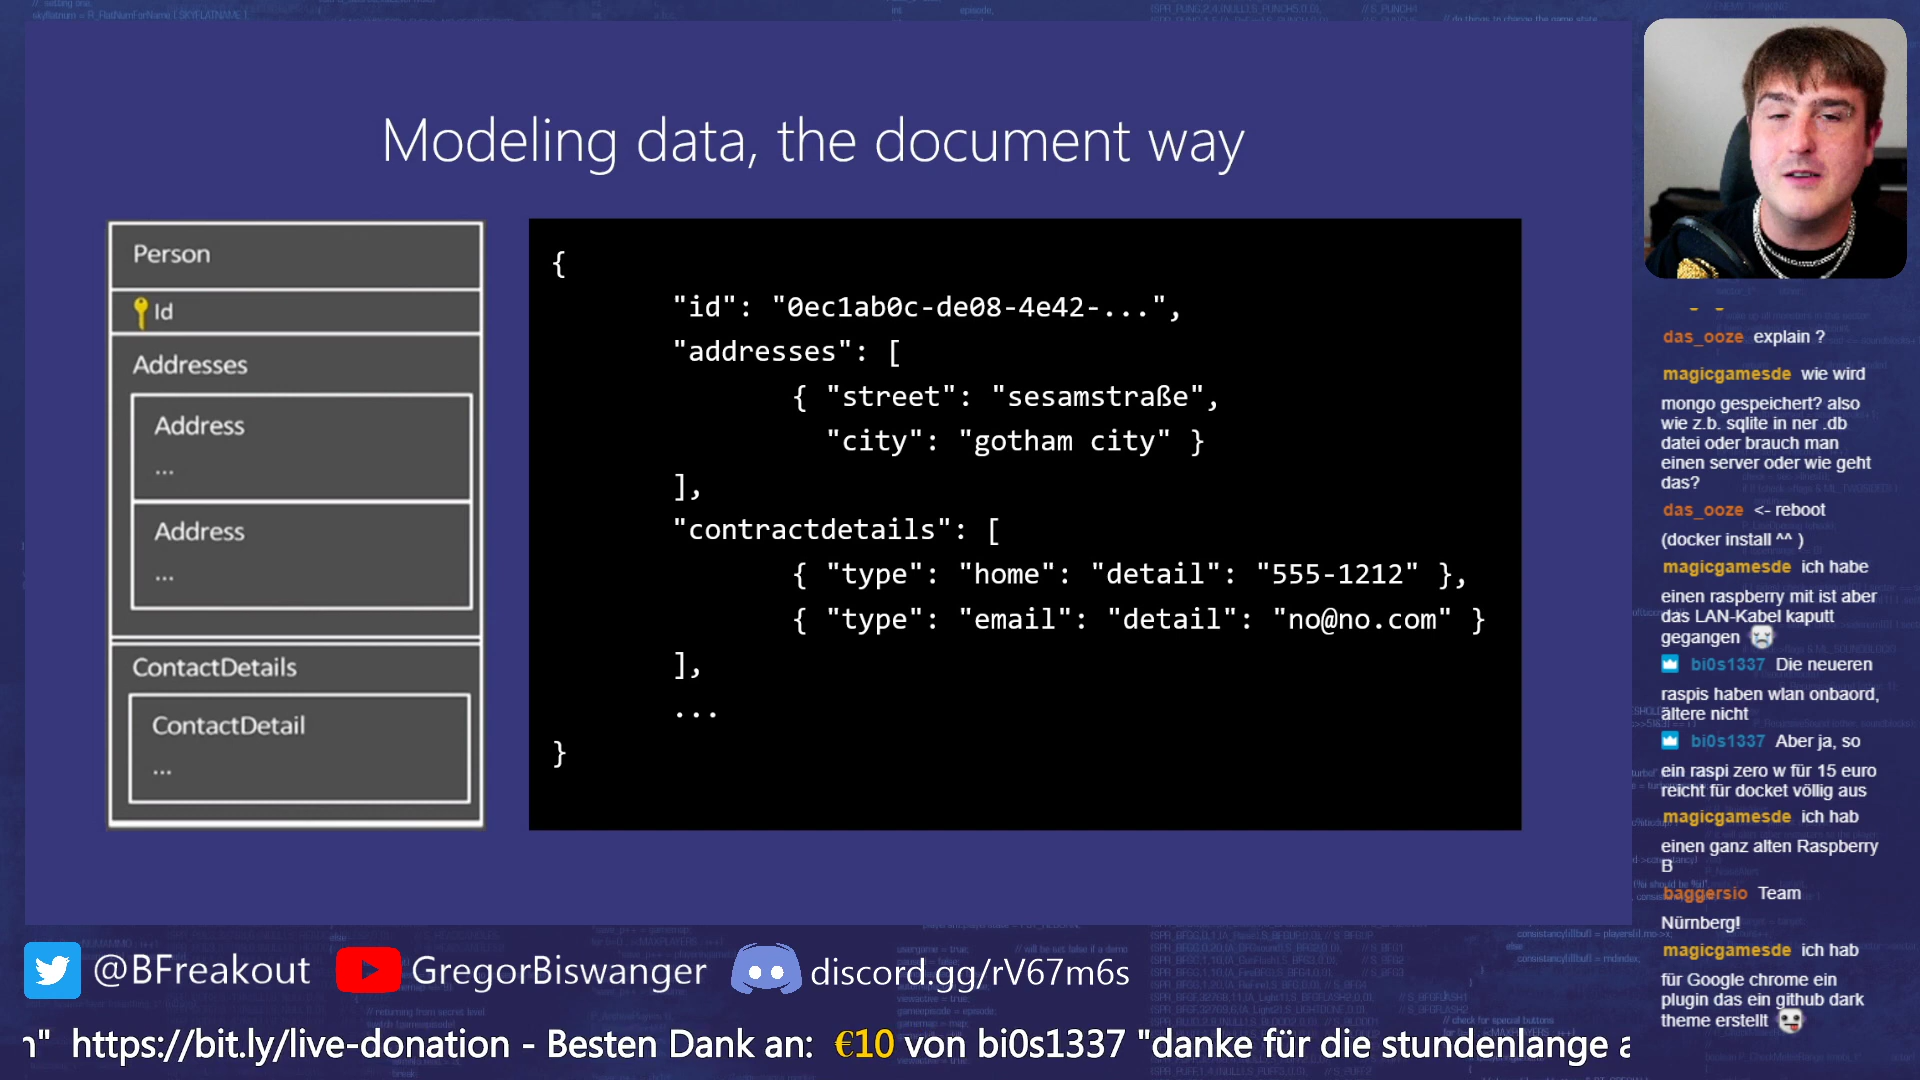 Modeling data, the document way
Person
Id
Addresses
Address
...
Address
...
ContactDetails
ContactDetail
...
{
"id": "0ec1ab0c-de08-4e42-...",
"addresses": [
{ "street": "sesamstraße",
"city": "gotham city" }
],
"contractdetails": [
{ "type": "home": "detail": "555-1212" },
{ "type": "email": "detail": "no@no.com" }
],
...
}
das_ooze explain ?
magicgamesde wie wird
mongo gespeichert? also
wie z.b. sqlite in ner .db
datei oder brauch man
einen server oder wie geht
das?
das_ooze <- reboot
(docker install ^^ )
magicgamesde ich habe
einen raspberry mit ist aber
das LAN-Kabel kaputt
gegangen
bi0s1337 Die neueren
raspis haben wlan onbaord,
ältere nicht
bi0s1337 Aber ja, so
ein raspi zero w für 15 euro
reicht für docket völlig aus
magicgamesde ich hab
einen ganz alten Raspberry
B
baggersio Team
Nürnberg!
magicgamesde ich hab
für Google chrome ein
plugin das ein github dark
theme erstellt
@BFreakout GregorBiswanger discord.gg/rV67m6s
https://bit.ly/live-donation - Besten Dank an: €10 von bi0s1337 "danke für die stundenlange